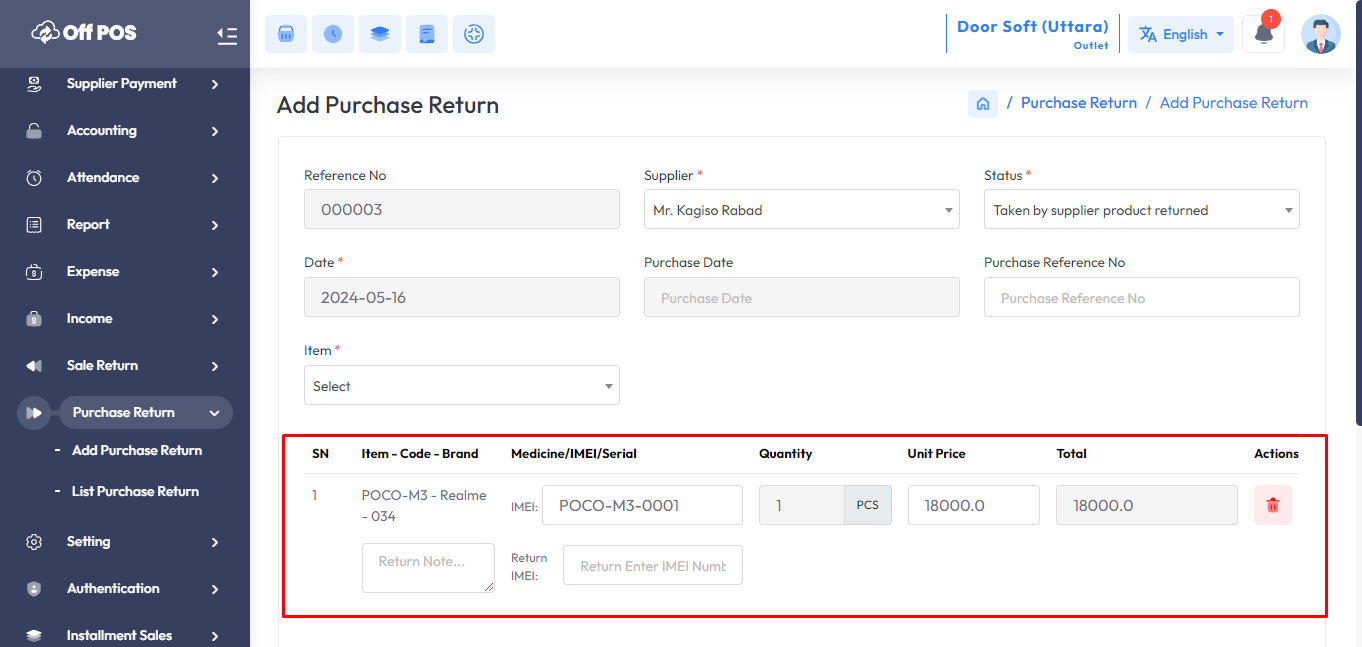 Off POS
Door Soft (Uttara)
Outlet
English
1
Supplier Payment
Accounting
Attendance
Report
Expense
Income
Sale Return
Purchase Return
- Add Purchase Return
- List Purchase Return
Setting
Authentication
Installment Sales
Add Purchase Return
/ Purchase Return / Add Purchase Return
Reference No
000003
Supplier *
Mr. Kagiso Rabad
Status *
Taken by supplier product returned
Date *
2024-05-16
Purchase Date
Purchase Date
Purchase Reference No
Purchase Reference No
Item *
Select
SN Item - Code - Brand Medicine/IMEI/Serial Quantity Unit Price Total Actions
1
POCO-M3 - Realme
- 034
IMEI: POCO-M3-0001
1 PCS
18000.0
18000.0
Return Note...
Return
IMEI:
Return Enter IMEI Numb